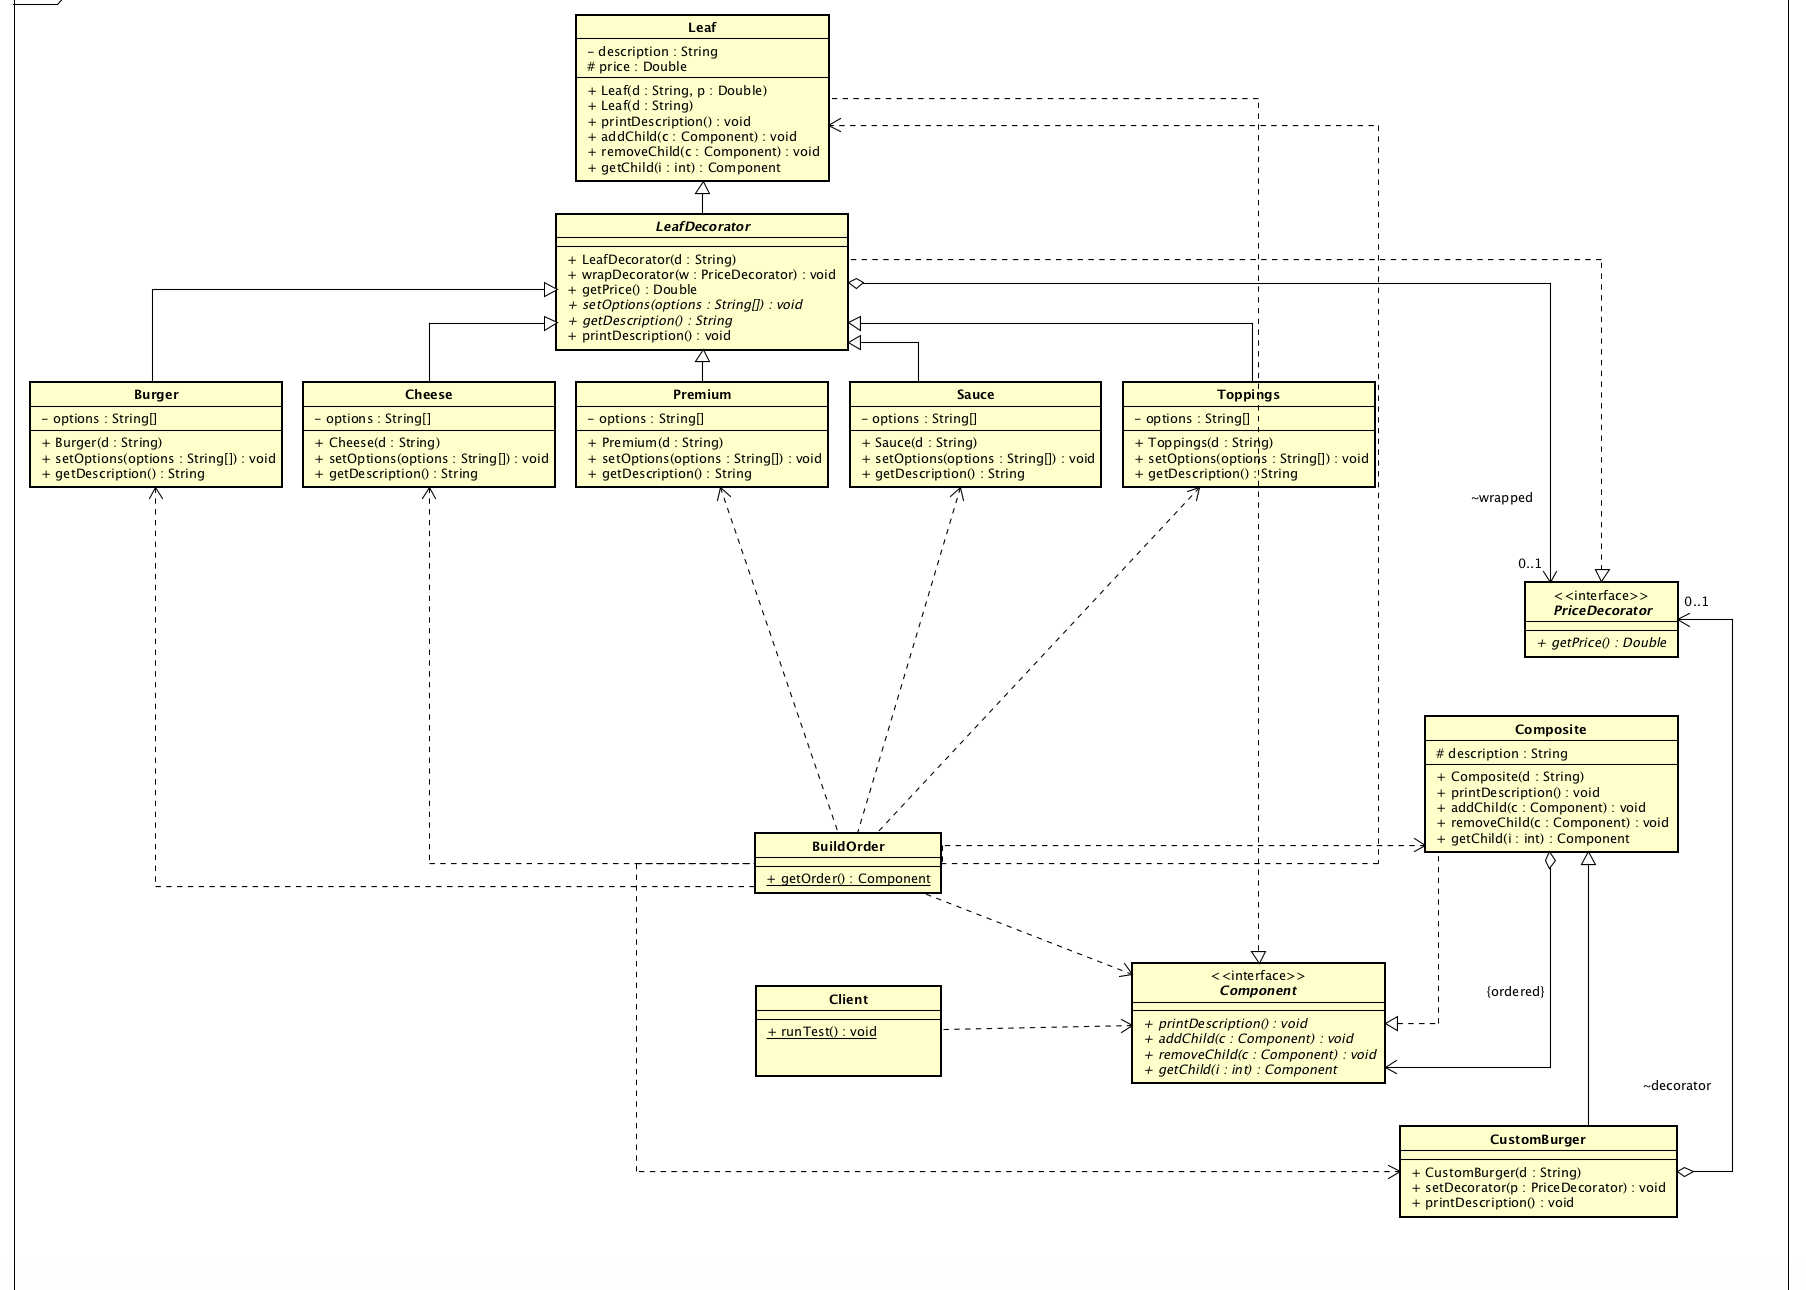 Leaf
– description : String
# price : Double
+ Leaf(d : String, p : Double)
+ Leaf(d : String)
+ printDescription() : void
+ addChild(c : Component) : void
+ removeChild(c : Component) : void
+ getChild(i : int) : Component
LeafDecorator
+ LeafDecorator(d : String)
+ wrapDecorator(w : PriceDecorator) : void
+ getPrice() : Double
+ setOptions(options : String[]) : void
+ getDescription() : String
+ printDescription() : void
Burger
– options : String[]
+ Burger(d : String)
+ setOptions(options : String[]) : void
+ getDescription() : String
Cheese
– options : String[]
+ Cheese(d : String)
+ setOptions(options : String[]) : void
+ getDescription() : String
Premium
– options : String[]
+ Premium(d : String)
+ setOptions(options : String[]) : void
+ getDescription() : String
Sauce
– options : String[]
+ Sauce(d : String)
+ setOptions(options : String[]) : void
+ getDescription() : String
Toppings
– options : String[]
+ Toppings(d : String)
+ setOptions(options : String[]) : void
+ getDescription() : String
~wrapped
0..1
<<interface>>
PriceDecorator
+ getPrice() : Double
0..1
Composite
# description : String
+ Composite(d : String)
+ printDescription() : void
+ addChild(c : Component) : void
+ removeChild(c : Component) : void
+ getChild(i : int) : Component
BuildOrder
+ getOrder() : Component
Client
+ runTest() : void
<<interface>>
Component
+ printDescription() : void
+ addChild(c : Component) : void
+ removeChild(c : Component) : void
+ getChild(i : int) : Component
{ordered}
~decorator
CustomBurger
+ CustomBurger(d : String)
+ setDecorator(p : PriceDecorator) : void
+ printDescription() : void